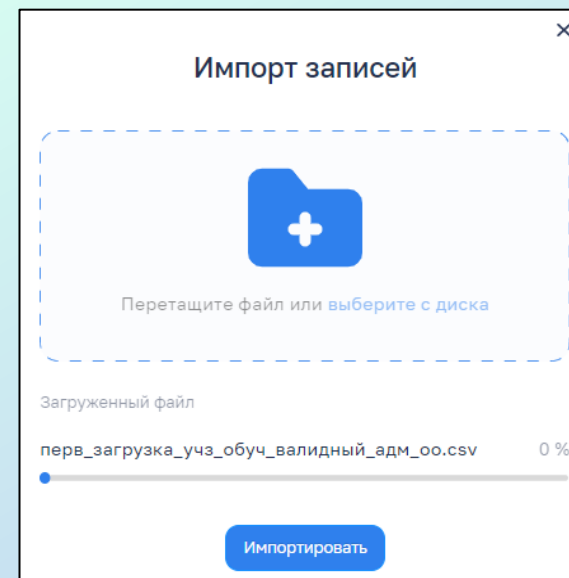 Импорт записей
Перетащите файл или выберите с диска
Загруженный файл
перв_загрузка_учз_обуч_валидный_адм_оо.csv 0 %
Импортировать